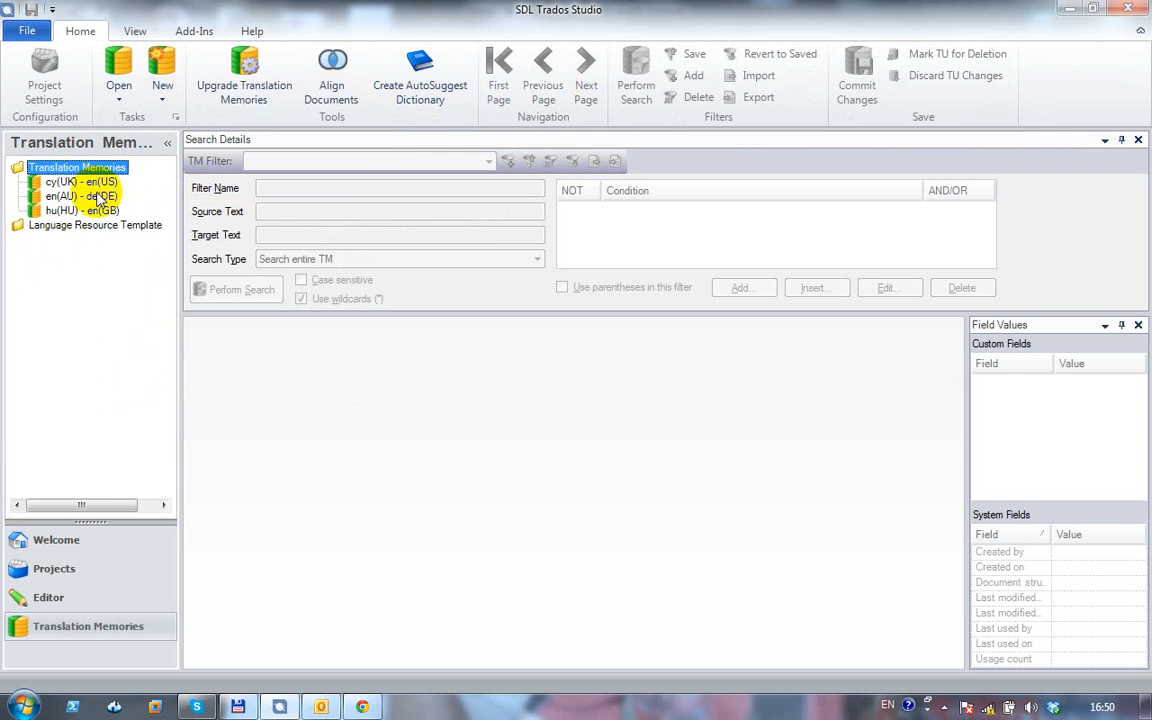 SDL Trados Studio
File Home View Add-Ins Help
Project Settings
Configuration
Open
New
Tasks
Upgrade Translation Memories
Align Documents
Create AutoSuggest Dictionary
Tools
First Page
Previous Page
Next Page
Navigation
Perform Search
Save
Add
Delete
Revert to Saved
Import
Export
Filters
Commit Changes
Mark TU for Deletion
Discard TU Changes
Save
Translation Mem... «
Translation Memories
cy(UK) - en(US)
en(AU) - de(DE)
hu(HU) - en(GB)
Language Resource Template
Welcome
Projects
Editor
Translation Memories
Search Details
TM Filter:
Filter Name
Source Text
Target Text
Search Type Search entire TM
Perform Search
Case sensitive
Use wildcards (*)
NOT Condition AND/OR
Use parentheses in this filter
Add... Insert... Edit... Delete
Field Values
Custom Fields
Field Value
System Fields
Field Value
Created by
Created on
Document stru...
Last modified...
Last modified...
Last used by
Last used on
Usage count
EN 16:50